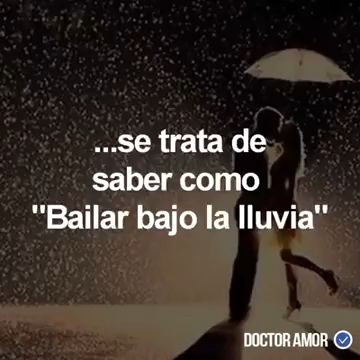 ...se trata de
saber como
"Bailar bajo la lluvia"
DOCTOR AMOR